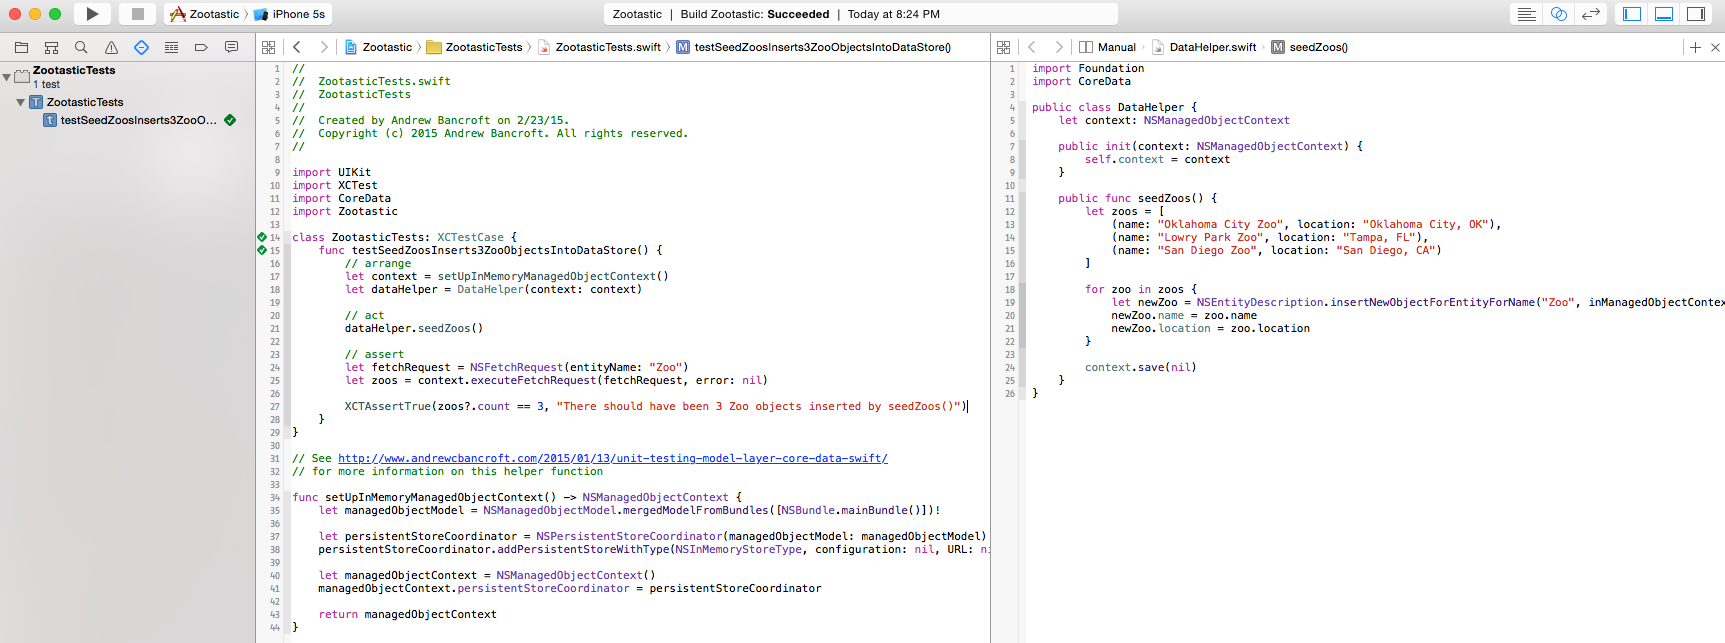 Zootastic
iPhone 5s
Zootastic | Build Zootastic: Succeeded | Today at 8:24 PM
Zootastic
ZootasticTests
ZootasticTests.swift
M
testSeedZoosInserts3ZooObjectsIntoDataStore()
Manual
DataHelper.swift
M
seedZoos()
ZootasticTests
1 test
T ZootasticTests
t testSeedZoosInserts3ZooO...
1 //
2 //  ZootasticTests.swift
3 //  ZootasticTests
4 //
5 //  Created by Andrew Bancroft on 2/23/15.
6 //  Copyright (c) 2015 Andrew Bancroft. All rights reserved.
7 //
8
9 import UIKit
10 import XCTest
11 import CoreData
12 import Zootastic
13
14 class ZootasticTests: XCTestCase {
15     func testSeedZoosInserts3ZooObjectsIntoDataStore() {
16         // arrange
17         let context = setUpInMemoryManagedObjectContext()
18         let dataHelper = DataHelper(context: context)
19
20         // act
21         dataHelper.seedZoos()
22
23         // assert
24         let fetchRequest = NSFetchRequest(entityName: "Zoo")
25         let zoos = context.executeFetchRequest(fetchRequest, error: nil)
26
27         XCTAssertTrue(zoos?.count == 3, "There should have been 3 Zoo objects inserted by seedZoos()")
28     }
29 }
30
31 // See http://www.andrewcbancroft.com/2015/01/13/unit-testing-model-layer-core-data-swift/
32 // for more information on this helper function
33
34 func setUpInMemoryManagedObjectContext() -> NSManagedObjectContext {
35     let managedObjectModel = NSManagedObjectModel.mergedModelFromBundles([NSBundle.mainBundle()])!
36
37     let persistentStoreCoordinator = NSPersistentStoreCoordinator(managedObjectModel: managedObjectModel)
38     persistentStoreCoordinator.addPersistentStoreWithType(NSInMemoryStoreType, configuration: nil, URL: ni
39
40     let managedObjectContext = NSManagedObjectContext()
41     managedObjectContext.persistentStoreCoordinator = persistentStoreCoordinator
42
43     return managedObjectContext
44 }
1 import Foundation
2 import CoreData
3
4 public class DataHelper {
5     let context: NSManagedObjectContext
6
7     public init(context: NSManagedObjectContext) {
8         self.context = context
9     }
10
11     public func seedZoos() {
12         let zoos = [
13             (name: "Oklahoma City Zoo", location: "Oklahoma City, OK"),
14             (name: "Lowry Park Zoo", location: "Tampa, FL"),
15             (name: "San Diego Zoo", location: "San Diego, CA")
16         ]
17
18         for zoo in zoos {
19             let newZoo = NSEntityDescription.insertNewObjectForEntityForName("Zoo", inManagedObjectConte
20             newZoo.name = zoo.name
21             newZoo.location = zoo.location
22         }
23
24         context.save(nil)
25     }
26 }